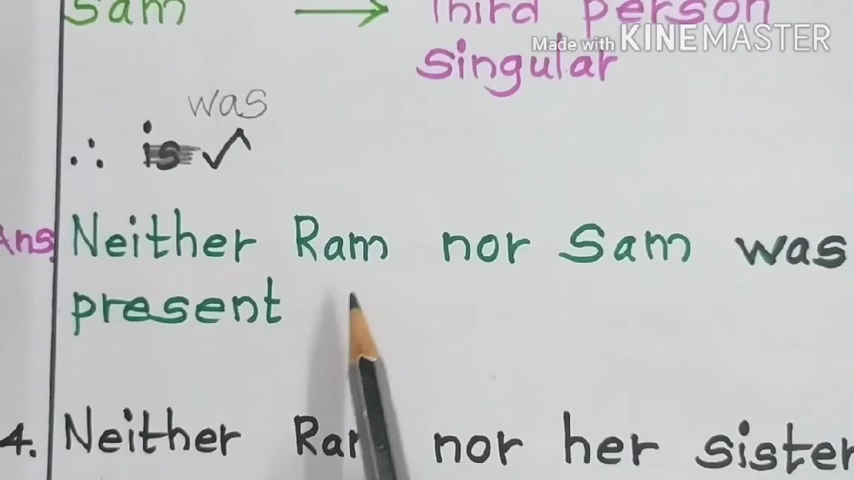 Sam → Third person
Made with KINEMASTER
singular
was
∴ is ✓
Ans. Neither Ram nor Sam was
present
4. Neither Ram nor her sister